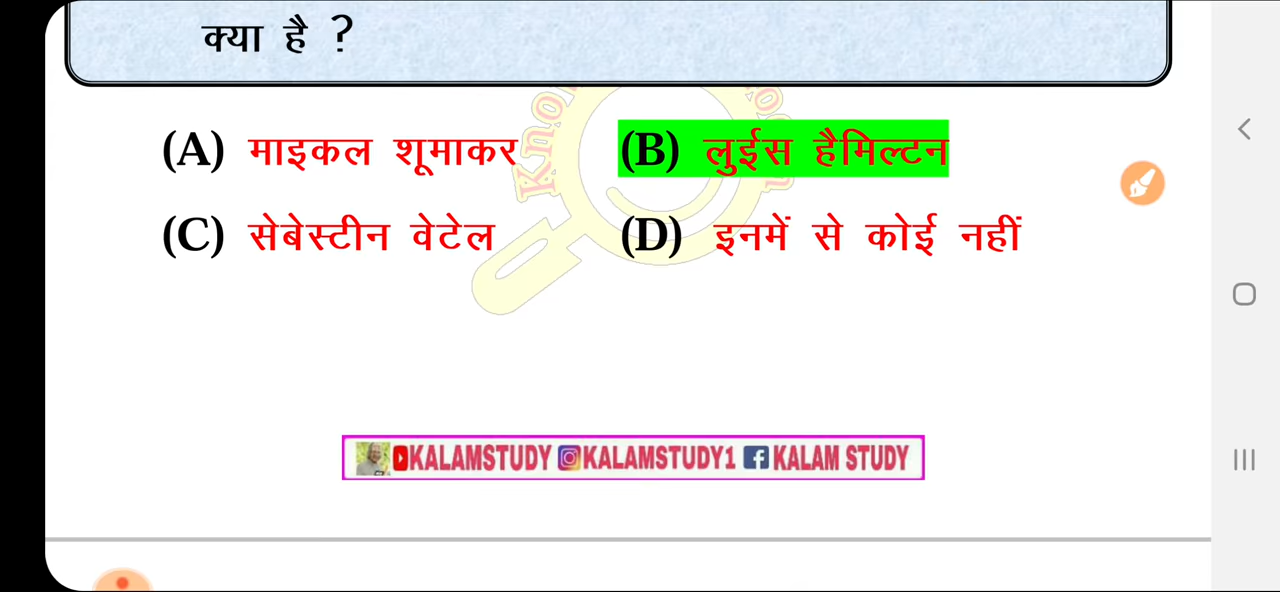 क्या है ?
(A) माइकल शूमाकर (B) लुईस हैमिल्टन
(C) सेबेस्टीन वेटेल (D) इनमें से कोई नहीं
KALAMSTUDY KALAMSTUDY1 KALAM STUDY